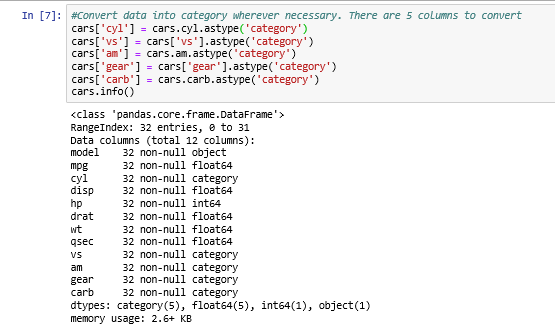 In [7]: #Convert data into category wherever necessary. There are 5 columns to convert
cars['cyl'] = cars.cyl.astype('category')
cars['vs'] = cars['vs'].astype('category')
cars['am'] = cars.am.astype('category')
cars['gear'] = cars['gear'].astype('category')
cars['carb'] = cars.carb.astype('category')
cars.info()
<class 'pandas.core.frame.DataFrame'>
RangeIndex: 32 entries, 0 to 31
Data columns (total 12 columns):
model    32 non-null object
mpg      32 non-null float64
cyl      32 non-null category
disp     32 non-null float64
hp       32 non-null int64
drat     32 non-null float64
wt       32 non-null float64
qsec     32 non-null float64
vs       32 non-null category
am       32 non-null category
gear     32 non-null category
carb     32 non-null category
dtypes: category(5), float64(5), int64(1), object(1)
memory usage: 2.6+ KB